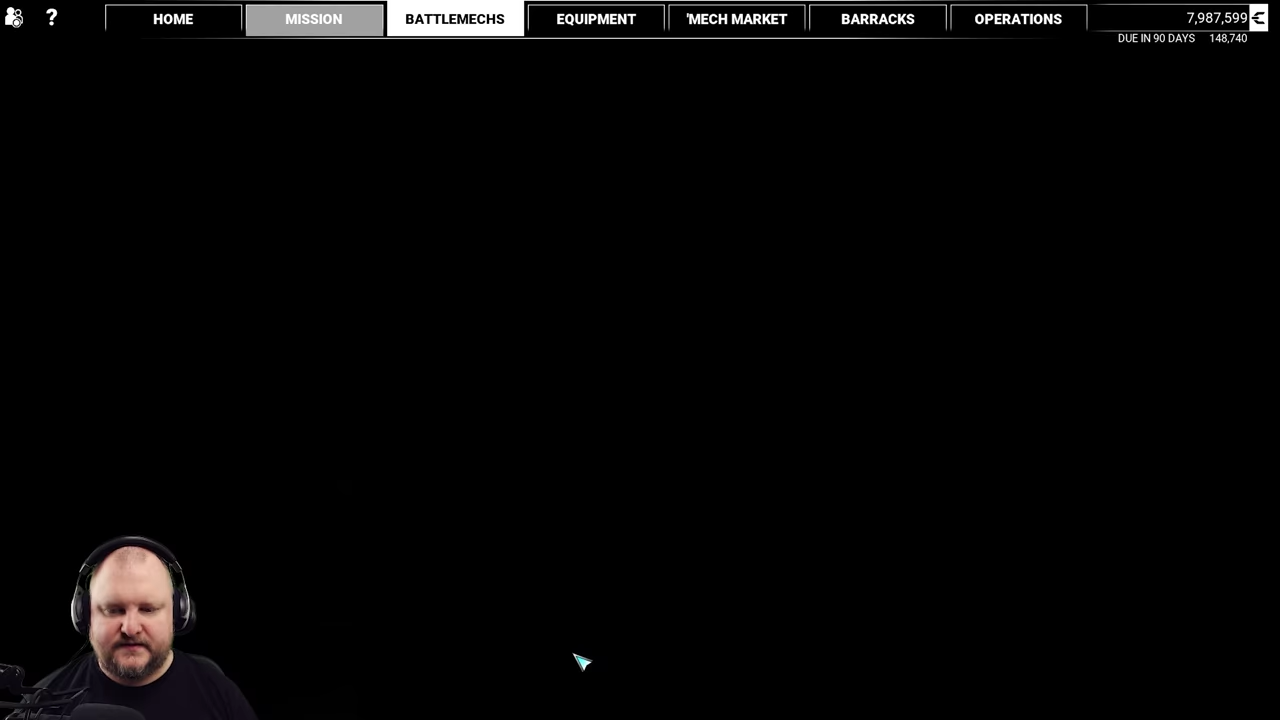 ?
HOME
MISSION
BATTLEMECHS
EQUIPMENT
'MECH MARKET
BARRACKS
OPERATIONS
7,987,599
DUE IN 90 DAYS 148,740